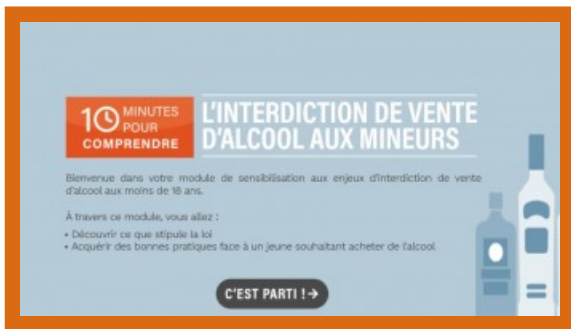 10 MINUTES
POUR
COMPRENDRE
L'INTERDICTION DE VENTE
D'ALCOOL AUX MINEURS
Bienvenue dans votre module de sensibilisation aux enjeux d'interdiction de vente
d'alcool aux moins de 18 ans.
À travers ce module, vous allez :
• Découvrir ce que stipule la loi
• Acquérir des bonnes pratiques face à un jeune souhaitant acheter de l'alcool
C'EST PARTI ! →